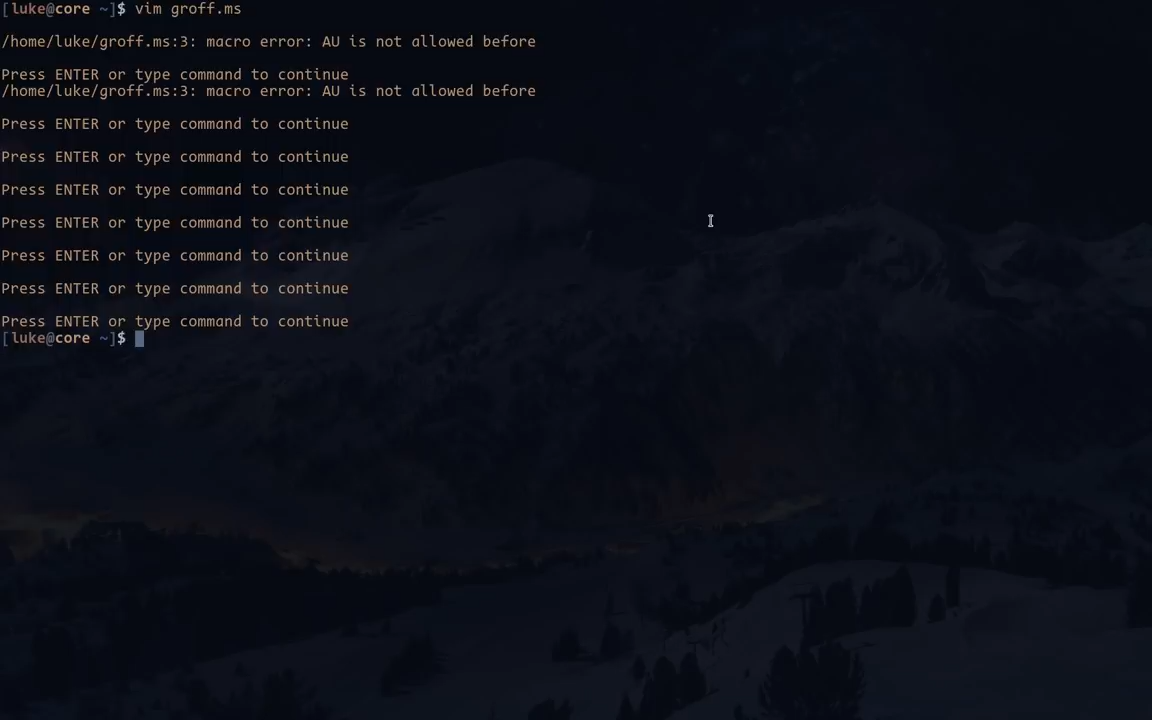 [luke@core ~]$ vim groff.ms
/home/luke/groff.ms:3: macro error: AU is not allowed before
Press ENTER or type command to continue
/home/luke/groff.ms:3: macro error: AU is not allowed before
Press ENTER or type command to continue
Press ENTER or type command to continue
Press ENTER or type command to continue
Press ENTER or type command to continue
Press ENTER or type command to continue
Press ENTER or type command to continue
Press ENTER or type command to continue
[luke@core ~]$